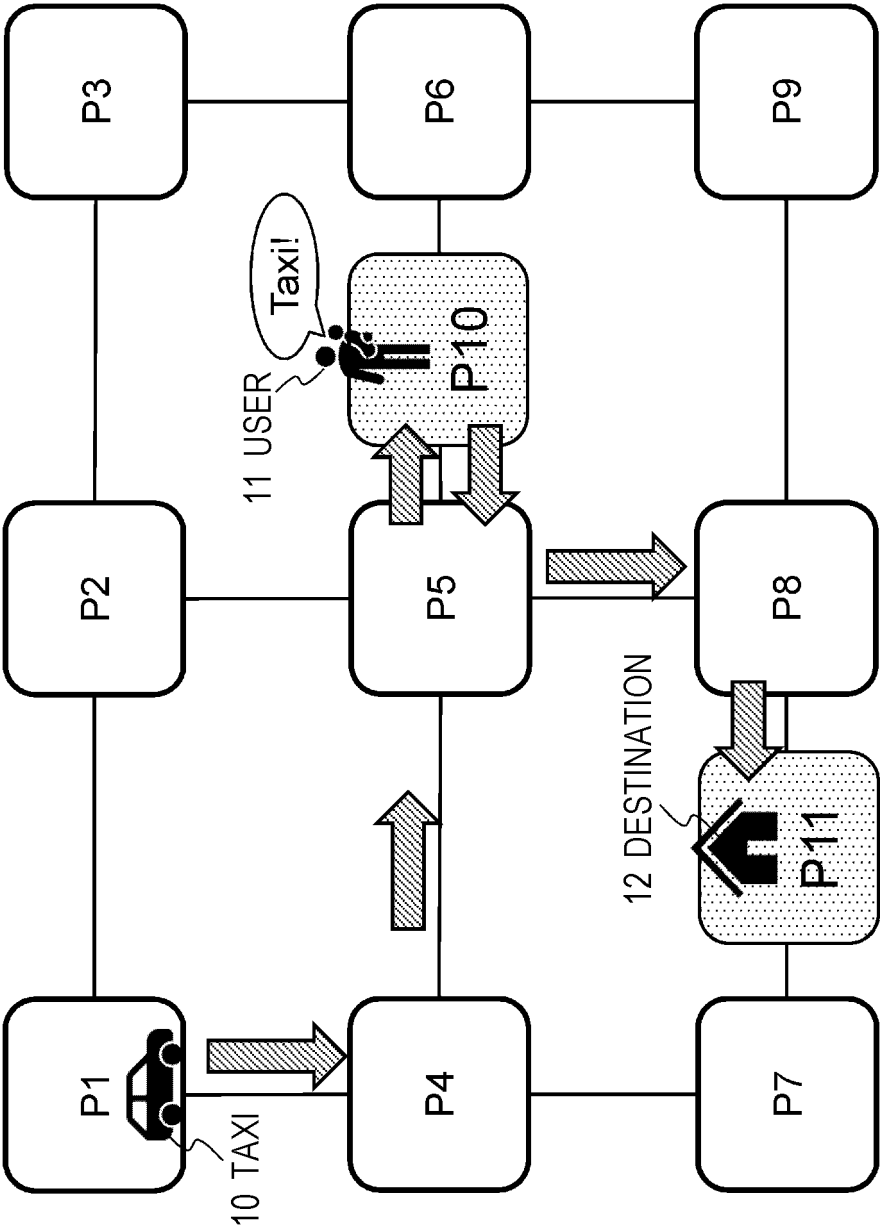 P1
P2
P3
10 TAXI
11 USER
Taxi!
P4
P5
P10
P6
12 DESTINATION
P7
P11
P8
P9